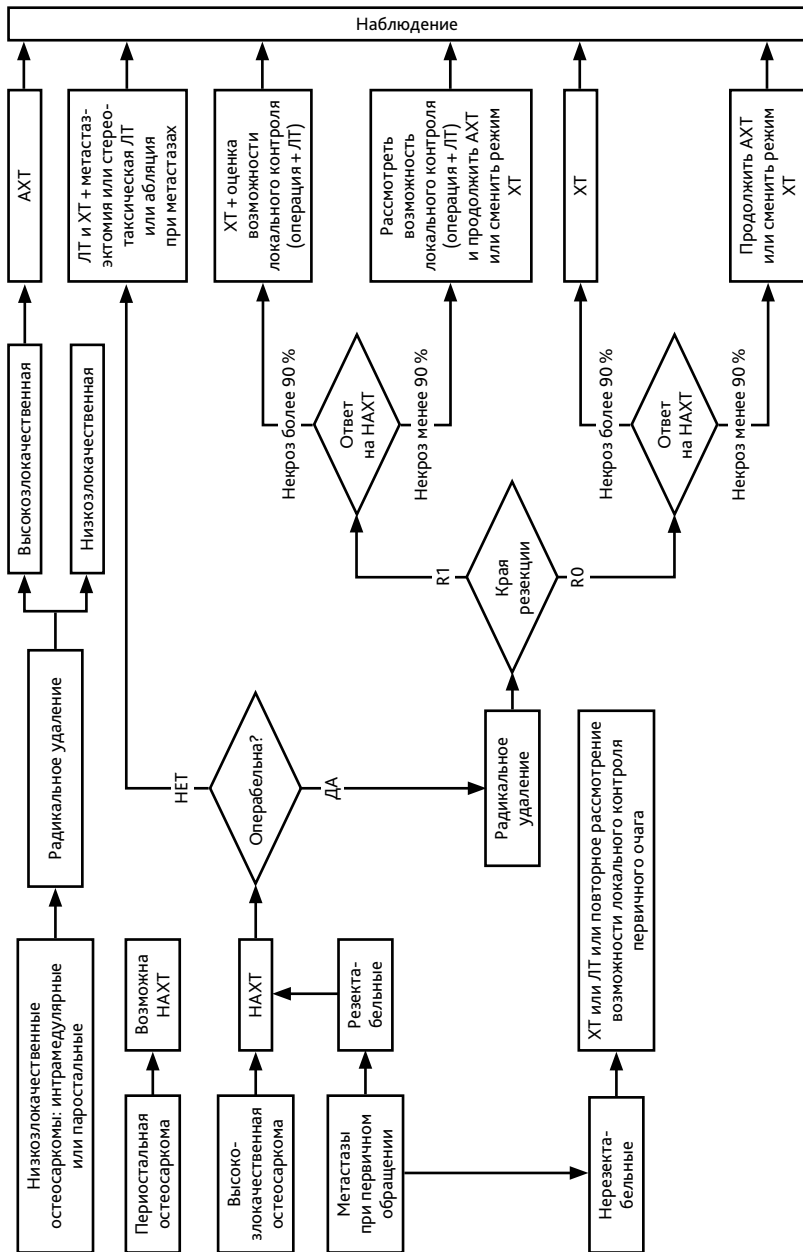 Низкозлокачественные
остеосаркомы: интрамедулярные
или паростальные
Периостальная
остеосаркома
Высоко-
злокачественная
остеосаркома
Метастазы
при первичном
обращении
Нерезекта-
бельные
Возможна
НАХТ
НАХТ
Резекта-
бельные
ХТ или ЛТ или повторное рассмотрение
возможности локального контроля
первичного очага
Радикальное удаление
Операбельна?
НЕТ
ДА
Радикальное
удаление
Высокозлокачественная
Низкозлокачественная
Края
резекции
R1
R0
Ответ
на НАХТ
Некроз более 90 %
Некроз менее 90 %
Ответ
на НАХТ
Некроз более 90 %
Некроз менее 90 %
АХТ
ЛТ и ХТ + метастаз-
эктомия или стерео-
таксическая ЛТ
или абляция
при метастазах
ХТ + оценка
возможности
локального контроля
(операция + ЛТ)
Рассмотреть
возможность
локального контроля
(операция + ЛТ)
и продолжить АХТ
или сменить режим
ХТ
ХТ
Продолжить АХТ
или сменить режим
ХТ
Наблюдение